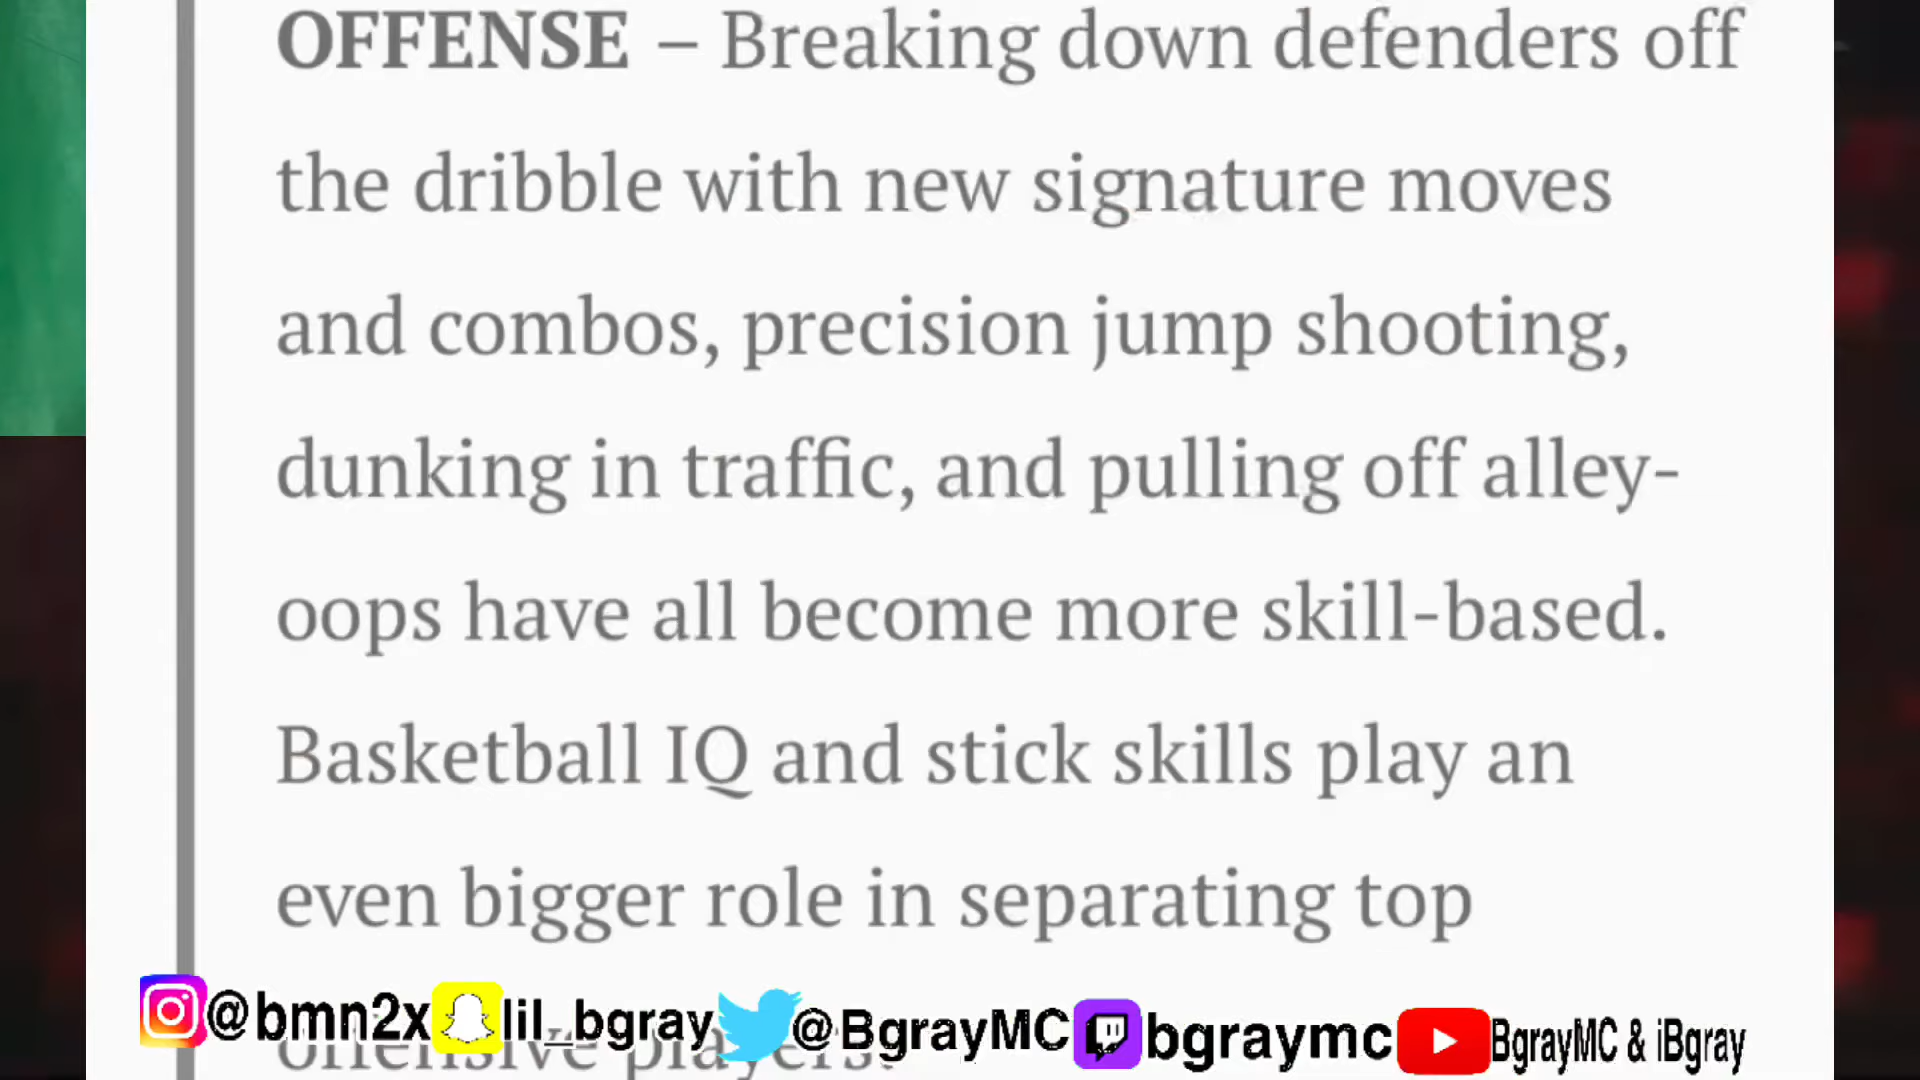 OFFENSE – Breaking down defenders off
the dribble with new signature moves
and combos, precision jump shooting,
dunking in traffic, and pulling off alley-
oops have all become more skill-based.
Basketball IQ and stick skills play an
even bigger role in separating top
offensive players.
@bmn2x lil_bgray @BgrayMC bgraymc BgrayMC & iBgray